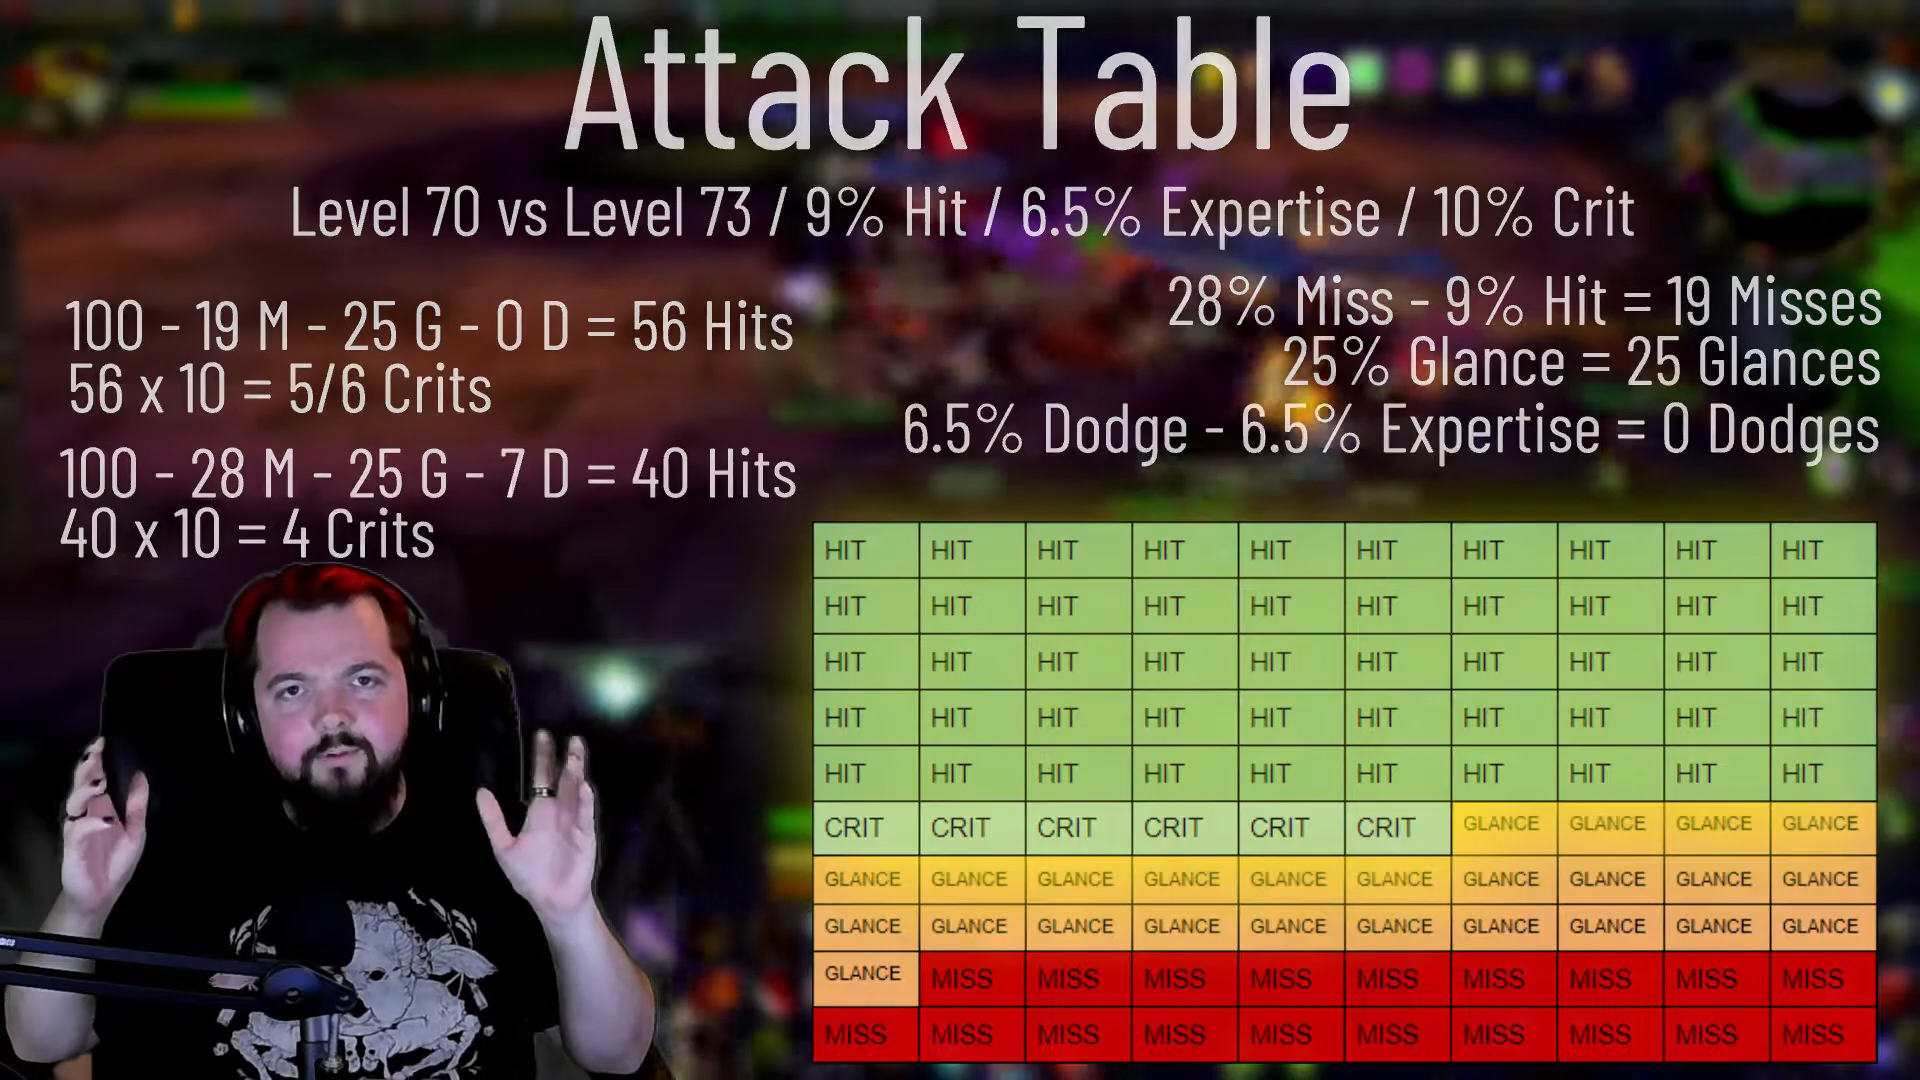 Attack Table
Level 70 vs Level 73 / 9% Hit / 6.5% Expertise / 10% Crit
100 - 19 M - 25 G - 0 D = 56 Hits
56 x 10 = 5/6 Crits
100 - 28 M - 25 G - 7 D = 40 Hits
40 x 10 = 4 Crits
28% Miss - 9% Hit = 19 Misses
25% Glance = 25 Glances
6.5% Dodge - 6.5% Expertise = 0 Dodges
HIT HIT HIT HIT HIT HIT HIT HIT HIT HIT
HIT HIT HIT HIT HIT HIT HIT HIT HIT HIT
HIT HIT HIT HIT HIT HIT HIT HIT HIT HIT
HIT HIT HIT HIT HIT HIT HIT HIT HIT HIT
HIT HIT HIT HIT HIT HIT HIT HIT HIT HIT
CRIT CRIT CRIT CRIT CRIT CRIT GLANCE GLANCE GLANCE GLANCE
GLANCE GLANCE GLANCE GLANCE GLANCE GLANCE GLANCE GLANCE GLANCE GLANCE
GLANCE GLANCE GLANCE GLANCE GLANCE GLANCE GLANCE GLANCE GLANCE GLANCE
GLANCE MISS MISS MISS MISS MISS MISS MISS MISS MISS
MISS MISS MISS MISS MISS MISS MISS MISS MISS MISS